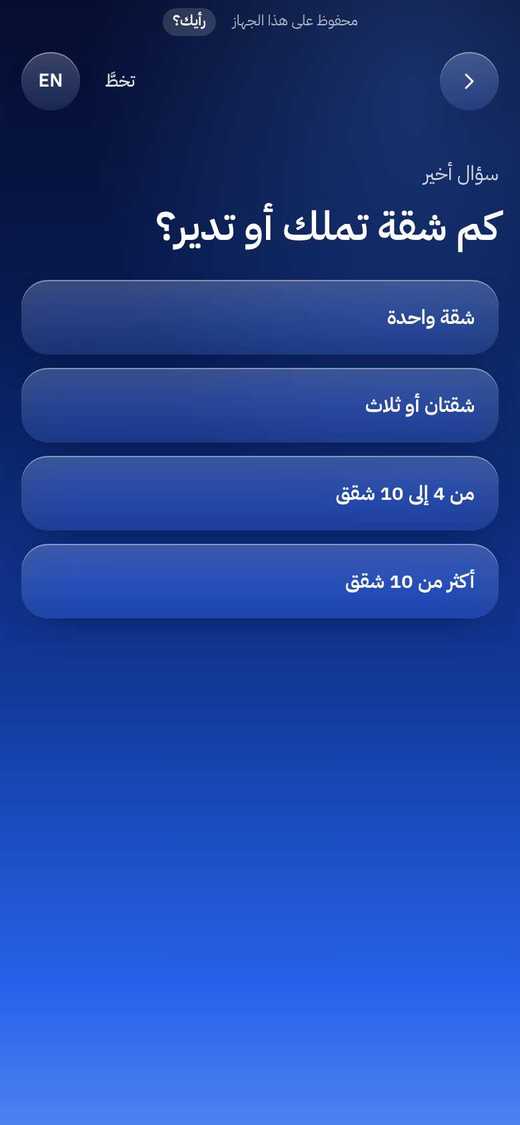 محفوظ على هذا الجهاز رأيك؟
تخطَّ EN
سؤال أخير
كم شقة تملك أو تدير؟
شقة واحدة
شقتان أو ثلاث
من 4 إلى 10 شقق
أكثر من 10 شقق